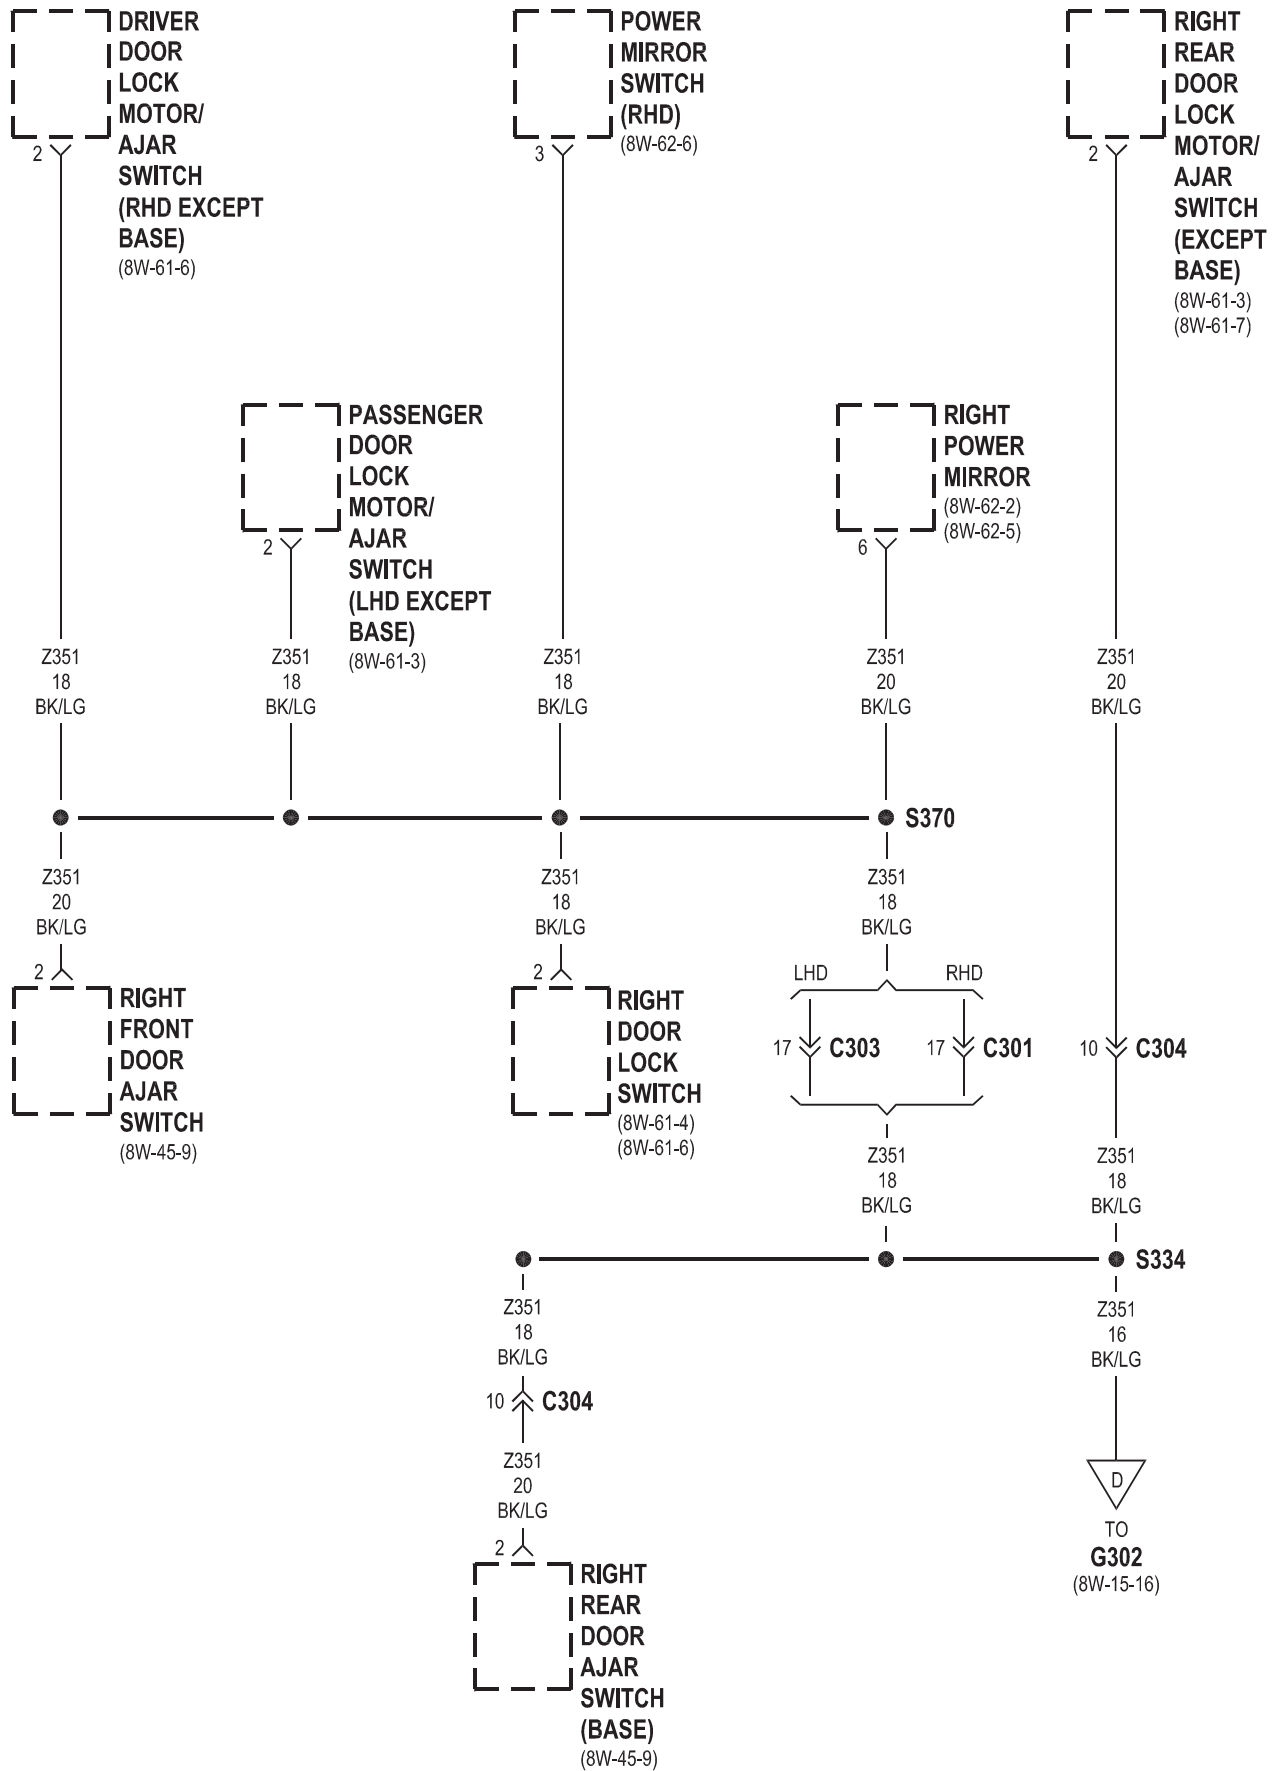 DRIVER
DOOR
LOCK
MOTOR/
AJAR
SWITCH
(RHD EXCEPT
BASE)
(8W-61-6)
2
POWER
MIRROR
SWITCH
(RHD)
(8W-62-6)
3
RIGHT
REAR
DOOR
LOCK
MOTOR/
AJAR
SWITCH
(EXCEPT
BASE)
(8W-61-3)
(8W-61-7)
2
PASSENGER
DOOR
LOCK
MOTOR/
AJAR
SWITCH
(LHD EXCEPT
BASE)
(8W-61-3)
2
RIGHT
POWER
MIRROR
(8W-62-2)
(8W-62-5)
6
Z351
18
BK/LG
Z351
18
BK/LG
Z351
18
BK/LG
Z351
20
BK/LG
Z351
20
BK/LG
S370
Z351
20
BK/LG
Z351
18
BK/LG
Z351
18
BK/LG
2
RIGHT
FRONT
DOOR
AJAR
SWITCH
(8W-45-9)
2
RIGHT
DOOR
LOCK
SWITCH
(8W-61-4)
(8W-61-6)
LHD
RHD
17
C303
17
C301
10
C304
Z351
18
BK/LG
Z351
18
BK/LG
S334
Z351
18
BK/LG
Z351
16
BK/LG
10
C304
Z351
20
BK/LG
D
TO
G302
(8W-15-16)
2
RIGHT
REAR
DOOR
AJAR
SWITCH
(BASE)
(8W-45-9)